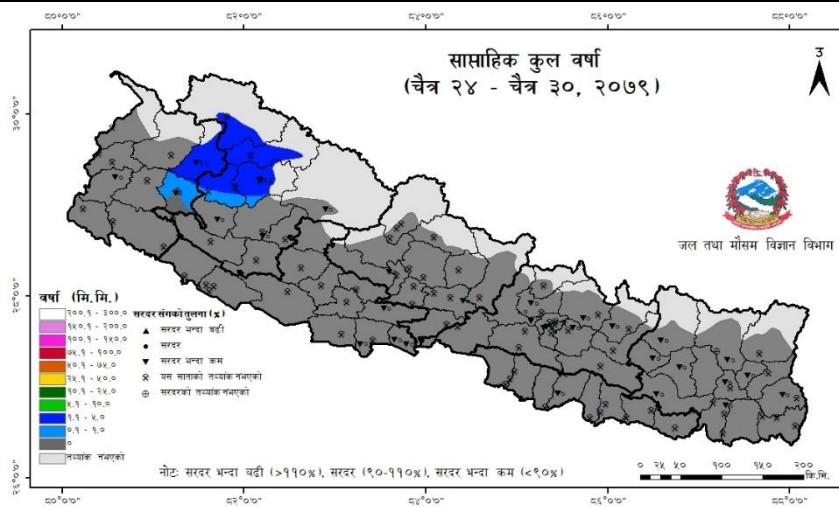 ८०°०'०" ८२°०'०" ८४°०'०" ८६°०'०" ८८°०'०"
साप्ताहिक कुल वर्षा
(चैत्र २४ - चैत्र ३०, २०७९)
उ
३०°०'०"
२८°०'०"
२६°०'०"
जल तथा मौसम विज्ञान विभाग
वर्षा (मि.मि.)
२००.१ - ३००.०
१५०.१ - २००.०
१००.१ - १५०.०
७५.१ - १००.०
५०.१ - ७५.०
२५.१ - ५०.०
१०.१ - २५.०
५.१ - १०.०
१.१ - ५.०
०.१ - १.०
०
तथ्यांक नभएको
सरदर संगको तुलना (%)
सरदर भन्दा बढी
सरदर
सरदर भन्दा कम
यस साताको तथ्यांक नभएको
सरदरको तथ्यांक नभएको
नोटः सरदर भन्दा बढी (>११०%), सरदर (९०-११०%), सरदर भन्दा कम (<९०%)
० २५ ५० १०० १५० २००
कि.मि.
८०°०'०" ८२°०'०" ८४°०'०" ८६°०'०" ८८°०'०"